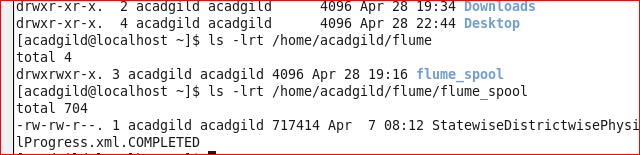 drwxr-xr-x.  2 acadgild acadgild      4096 Apr 28 19:34 Downloads
drwxr-xr-x.  4 acadgild acadgild      4096 Apr 28 22:44 Desktop
[acadgild@localhost ~]$ ls -lrt /home/acadgild/flume
total 4
drwxrwxr-x. 3 acadgild acadgild 4096 Apr 28 19:16 flume_spool
[acadgild@localhost ~]$ ls -lrt /home/acadgild/flume/flume_spool
total 704
-rw-rw-r--. 1 acadgild acadgild 717414 Apr  7 08:12 StatewiseDistrictwisePhysi
lProgress.xml.COMPLETED